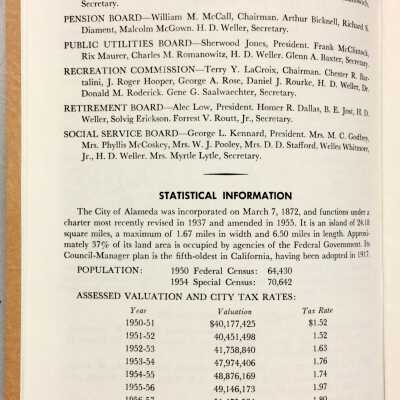 Secretary.
PENSION BOARD—William M. McCall, Chairman. Arthur Bicknell, Richard S.
Diament, Malcolm McGown. H. D. Weller, Secretary.
PUBLIC UTILITIES BOARD—Sherwood Jones, President. Frank McClintock,
Rix Maurer, Charles M. Romanowitz, H. D. Weller. Glenn A. Baxter, Secretary.
RECREATION COMMISSION—Terry Y. LaCroix, Chairman. Chester R. Bar-
talini, J. Roger Hooper, George A. Rose, Daniel J. Rourke, H. D. Weller, Dr.
Donald M. Roderick. Gene G. Saalwaechter, Secretary.
RETIREMENT BOARD—Alec Low, President. Homer R. Dallas, B. E. Jost, H. D.
Weller, Solvig Erickson. Forrest V. Routt, Jr., Secretary.
SOCIAL SERVICE BOARD—George L. Kennard, President. Mrs. M. C. Godfrey,
Mrs. Phyllis McCoskey, Mrs. W. J. Pooley, Mrs. D. D. Stafford, Welles Whitmore,
Jr., H. D. Weller. Mrs. Myrtle Lytle, Secretary.
STATISTICAL INFORMATION
The City of Alameda was incorporated on March 7, 1872, and functions under a
charter most recently revised in 1937 and amended in 1955. It is an island of
square miles, a maximum of 1.67 miles in width and 6.50 miles in length. Approxi-
mately 37% of its land area is occupied by agencies of the Federal Government. Its
Council-Manager plan is the fifth-oldest in California, having been adopted in 1917.
POPULATION: 1950 Federal Census: 64,430
1954 Special Census: 70,642
ASSESSED VALUATION AND CITY TAX RATES:
Year Valuation Tax Rate
1950-51 $40,177,425 $1.52
1951-52 40,451,498 1.52
1952-53 41,758,840 1.63
1953-54 47,974,406 1.76
1954-55 48,876,169 1.74
1955-56 49,146,173 1.97
1956-57 1.80